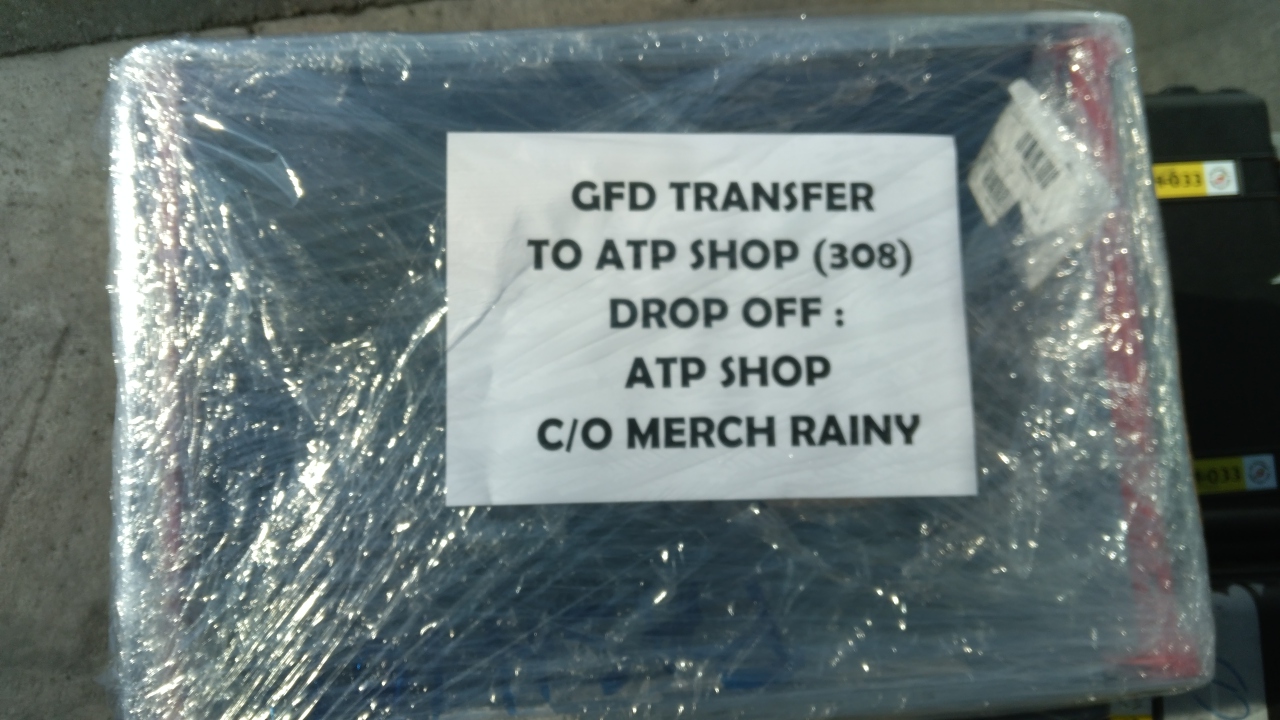 GFD TRANSFER
TO ATP SHOP (308)
DROP OFF :
ATP SHOP
C/O MERCH RAINY